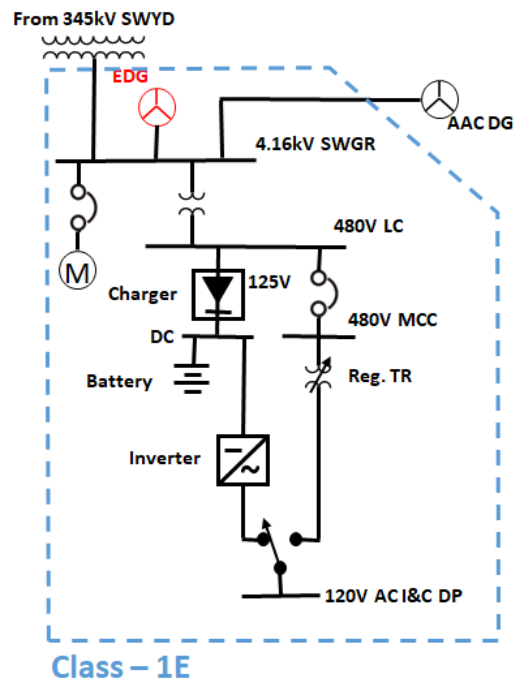 From 345kV SWYD
EDG
AAC DG
4.16kV SWGR
M
480V LC
125V
Charger
480V MCC
DC
Reg. TR
Battery
Inverter
120V AC I&C DP
Class – 1E